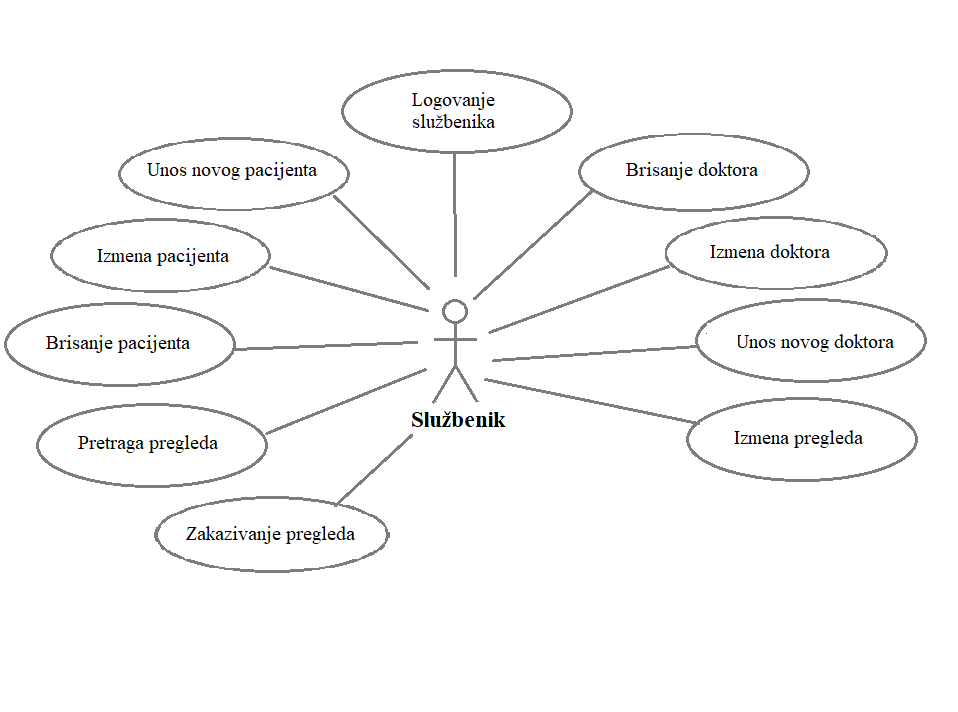 Logovanje
službenika
Unos novog pacijenta
Brisanje doktora
Izmena pacijenta
Izmena doktora
Brisanje pacijenta
Unos novog doktora
Službenik
Pretraga pregleda
Izmena pregleda
Zakazivanje pregleda